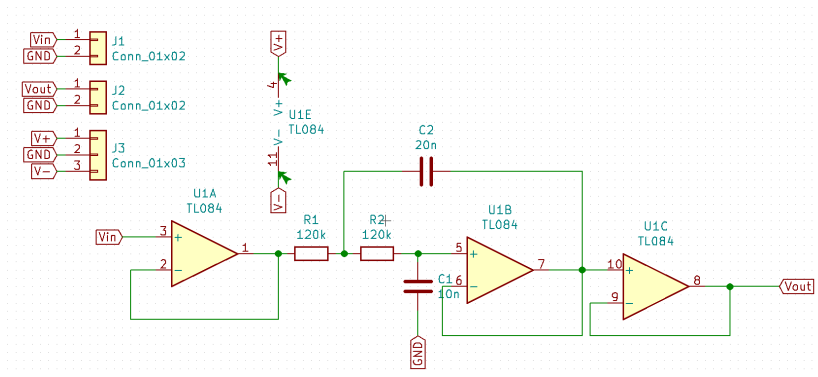 Vin 1 J1
GND 2 Conn_01x02
Vout 1 J2
GND 2 Conn_01x02
V+ 1
GND 2 J3
V- 3 Conn_01x03
V+
4
V+
U1E
TL084
V-
11
V-
C2
20n
U1A
TL084
Vin
3
+
2
-
1
R1
120k
R2
120k
C1
10n
GND
U1B
TL084
5
+
6
-
7
U1C
TL084
10
+
9
-
8
Vout